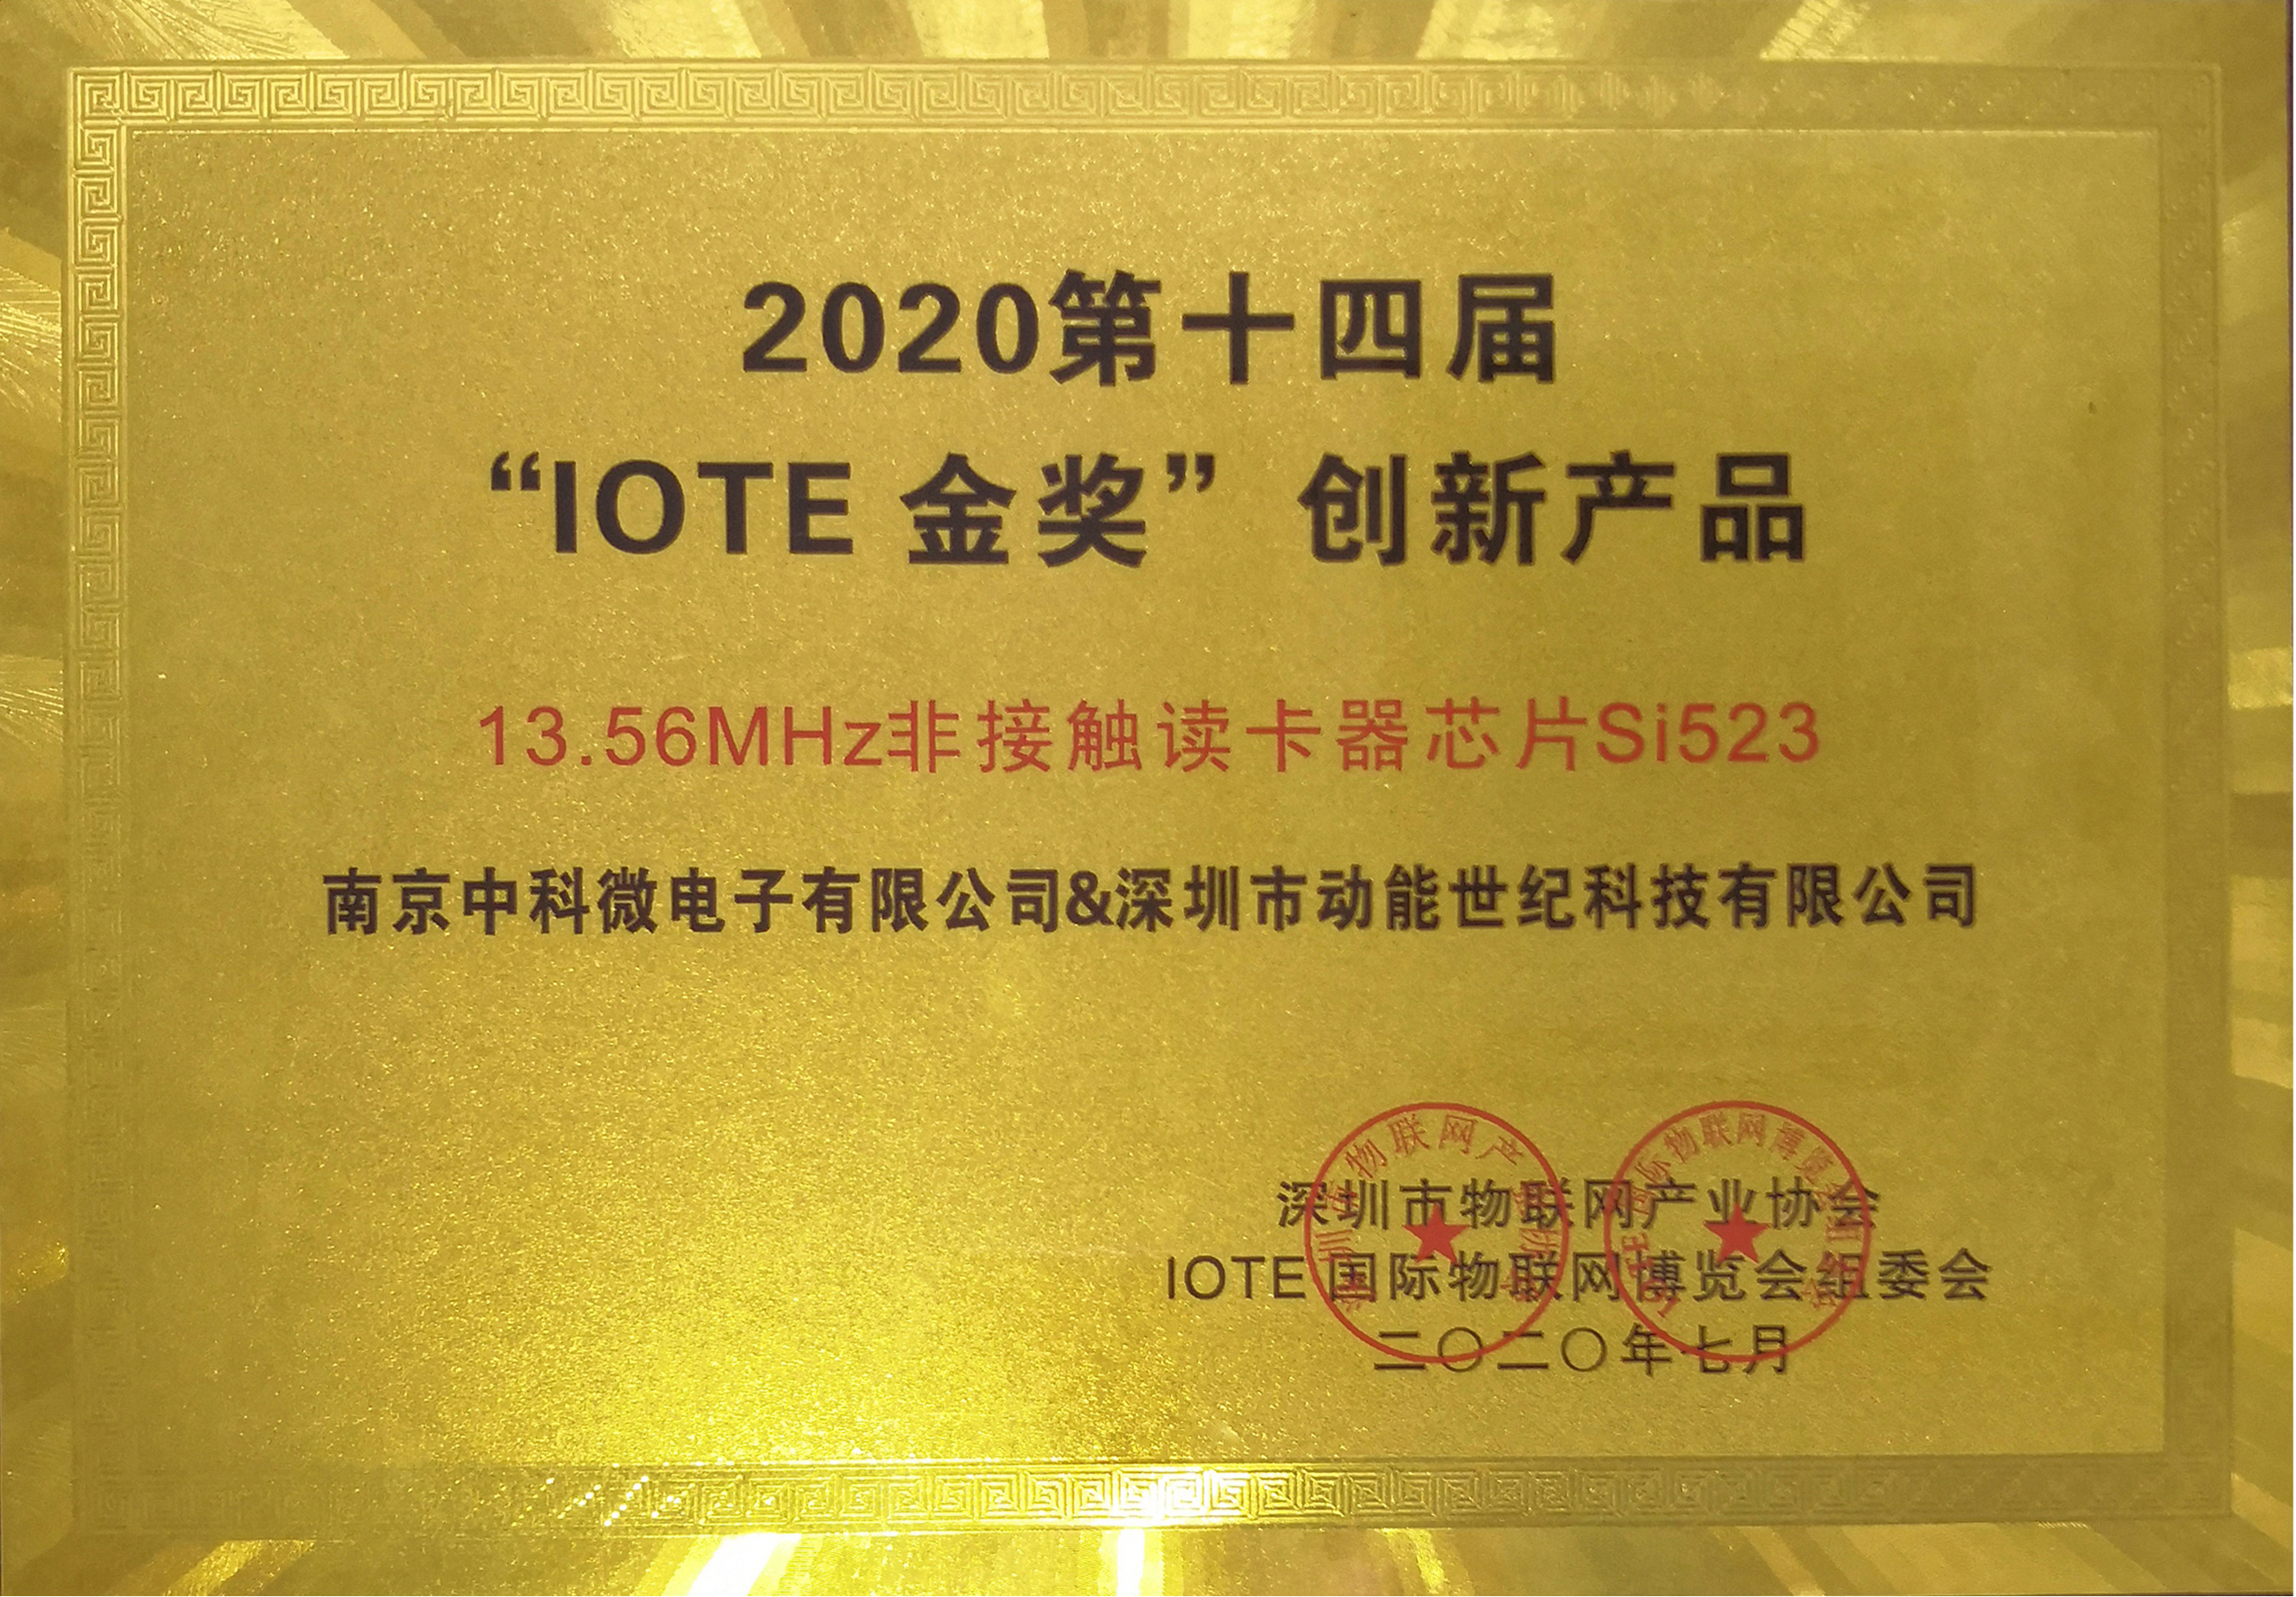 2020第十四届
“IOTE 金奖”创新产品
13.56MHz非接触读卡器芯片Si523
南京中科微电子有限公司&深圳市动能世纪科技有限公司
深圳市物联网产业协会
IOTE 国际物联网博览会组委会
二〇二〇年七月